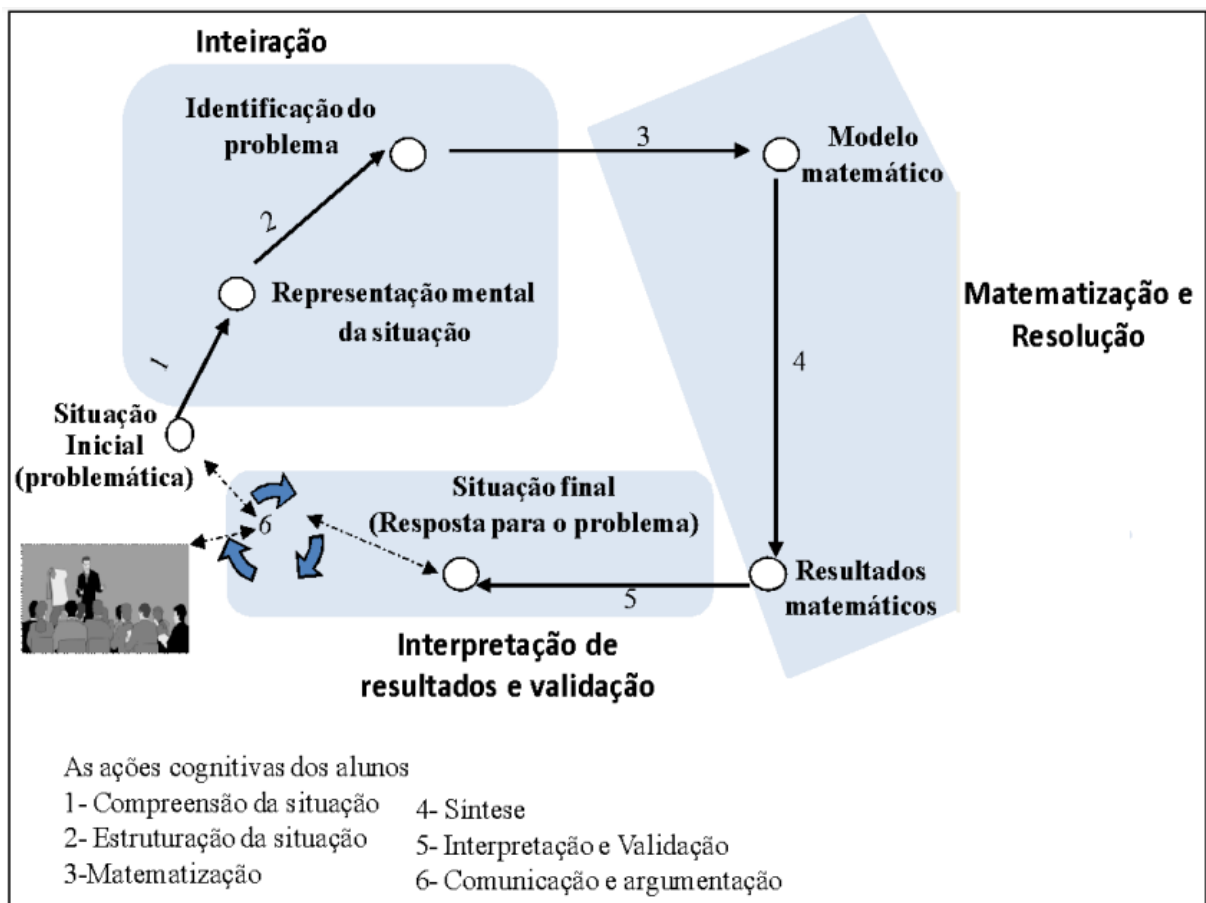 Inteiração
Identificação do
problema
3
Modelo
matemático
2
Representação mental
da situação
Matematização e
Resolução
1
4
Situação
Inicial
(problemática)
Situação final
(Resposta para o problema)
6
Resultados
matemáticos
5
Interpretação de
resultados e validação
As ações cognitivas dos alunos
1- Compreensão da situação
2- Estruturação da situação
3-Matematização
4- Síntese
5- Interpretação e Validação
6- Comunicação e argumentação